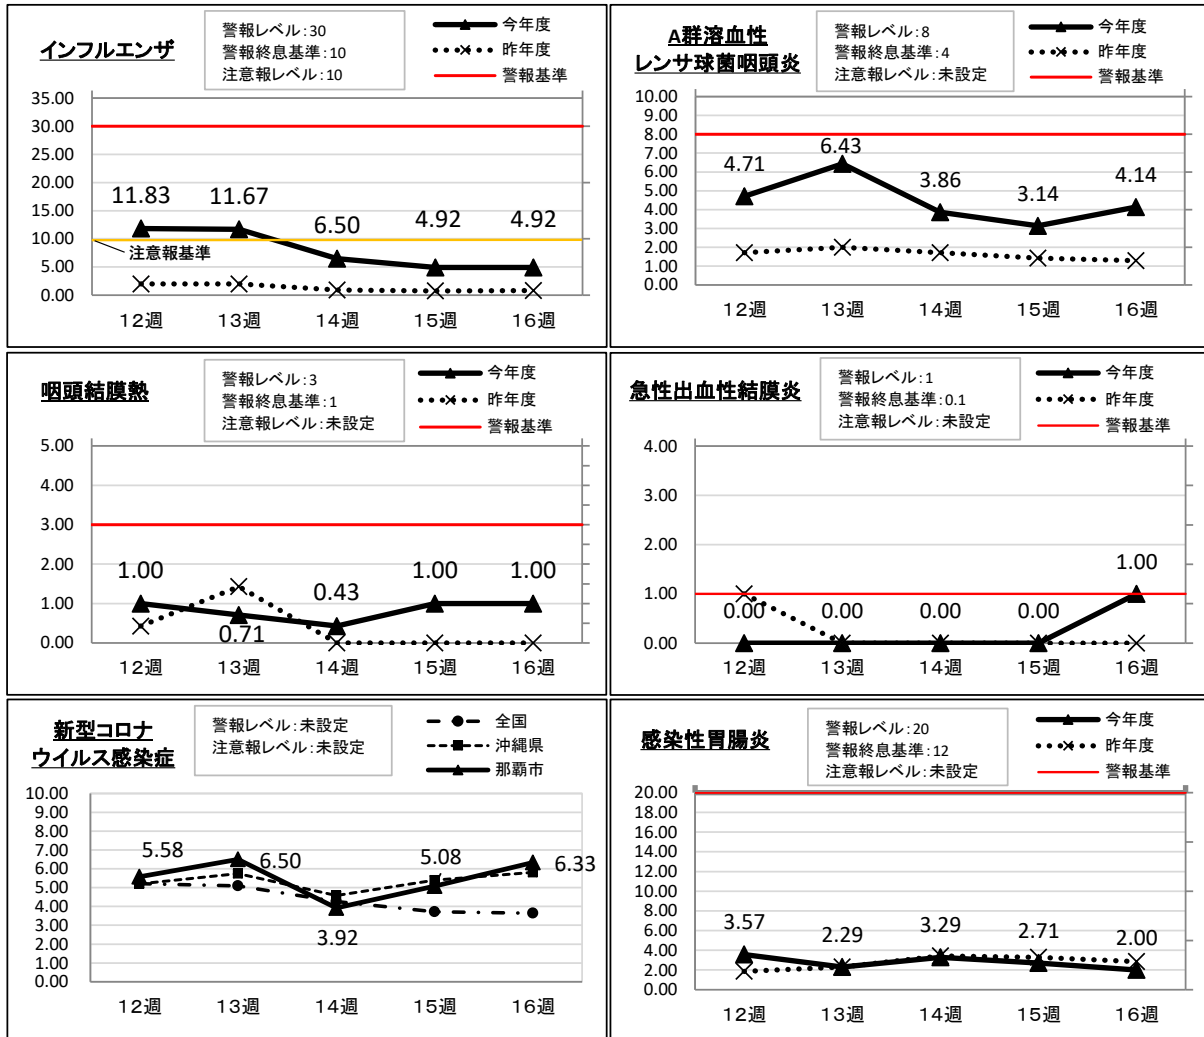 インフルエンザ
警報レベル:30
警報終息基準:10
注意報レベル:10
今年度
昨年度
警報基準
35.00
30.00
25.00
20.00
15.00
10.00
5.00
0.00
11.83
11.67
6.50
4.92
4.92
注意報基準
12週
13週
14週
15週
16週
A群溶血性
レンサ球菌咽頭炎
警報レベル:8
警報終息基準:4
注意報レベル:未設定
今年度
昨年度
警報基準
10.00
9.00
8.00
7.00
6.00
5.00
4.00
3.00
2.00
1.00
0.00
4.71
6.43
3.86
3.14
4.14
12週
13週
14週
15週
16週
咽頭結膜熱
警報レベル:3
警報終息基準:1
注意報レベル:未設定
今年度
昨年度
警報基準
5.00
4.00
3.00
2.00
1.00
0.00
1.00
0.71
0.43
1.00
1.00
12週
13週
14週
15週
16週
急性出血性結膜炎
警報レベル:1
警報終息基準:0.1
注意報レベル:未設定
今年度
昨年度
警報基準
4.00
3.00
2.00
1.00
0.00
0.00
0.00
0.00
0.00
1.00
12週
13週
14週
15週
16週
新型コロナ
ウイルス感染症
警報レベル:未設定
注意報レベル:未設定
全国
沖縄県
那覇市
10.00
9.00
8.00
7.00
6.00
5.00
4.00
3.00
2.00
1.00
0.00
5.58
6.50
3.92
5.08
6.33
12週
13週
14週
15週
16週
感染性胃腸炎
警報レベル:20
警報終息基準:12
注意報レベル:未設定
今年度
昨年度
警報基準
20.00
18.00
16.00
14.00
12.00
10.00
8.00
6.00
4.00
2.00
0.00
3.57
2.29
3.29
2.71
2.00
12週
13週
14週
15週
16週